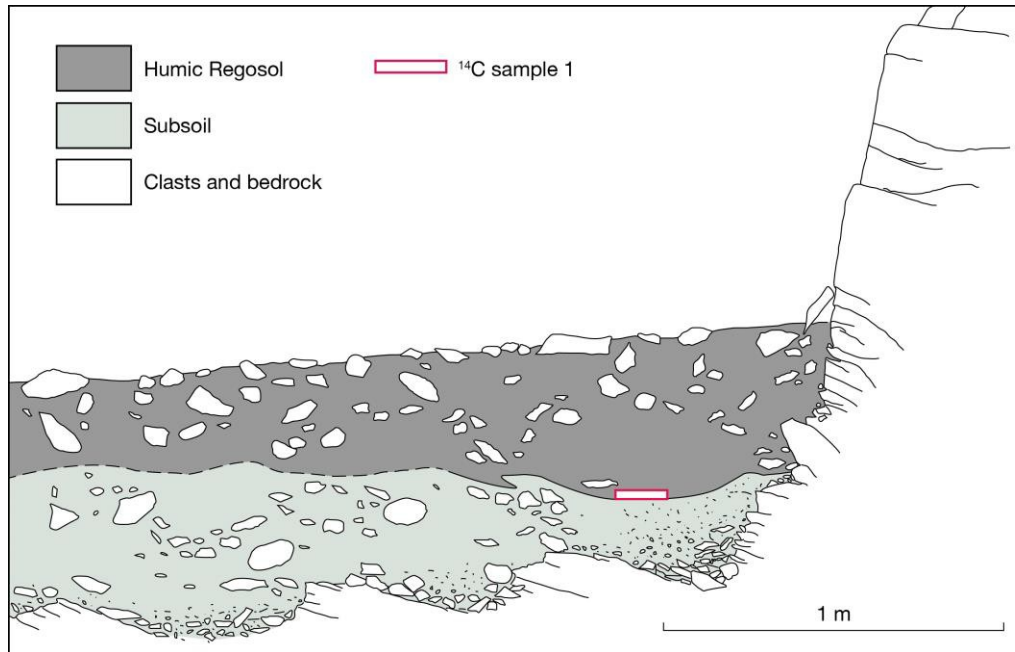 Humic Regosol
¹⁴C sample 1
Subsoil
Clasts and bedrock
1 m